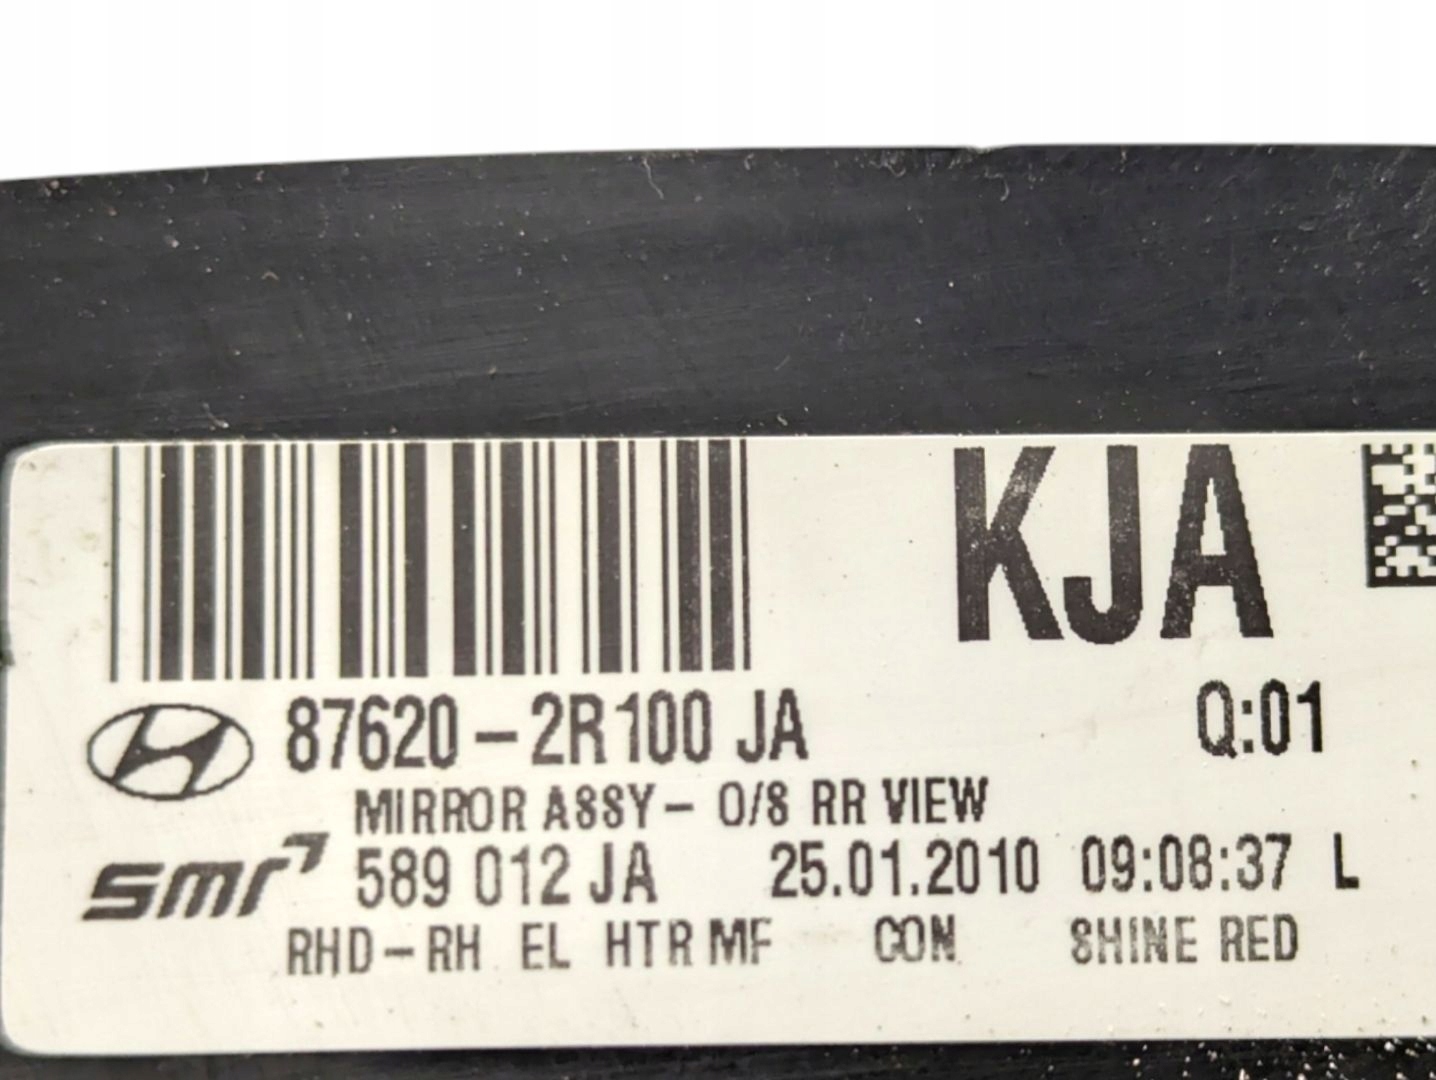 KJA
87620-2R100 JA Q:01
MIRROR ASSY- O/S RR VIEW
smr 589 012 JA 25.01.2010 09:08:37 L
RHD-RH EL HTR MF CON SHINE RED